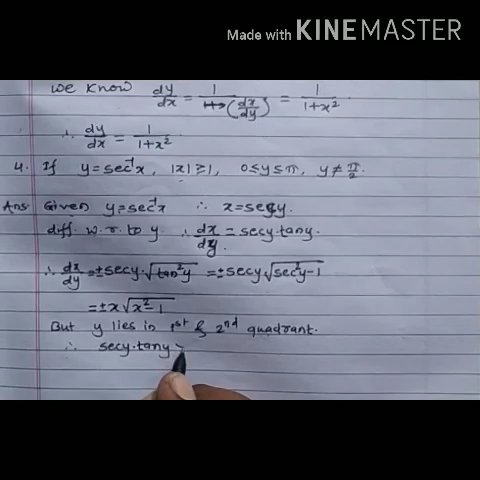 Made with KINEMASTER
We know dy/dx = 1/(dx/dy) = 1/1+x²
∴ dy/dx = 1/1+x²
4. If y=sec⁻¹x, |x|≥1, 0≤y≤π, y≠π/2.
Ans Given y=sec⁻¹x ∴ x=secy.
diff w.r.to y ∴ dx/dy = secy.tany.
∴ dx/dy = ±secy.√tan²y = ±secy√sec²y-1
= ±x√x²-1
But y lies in 1st & 2nd quadrant.
∴ secy.tany